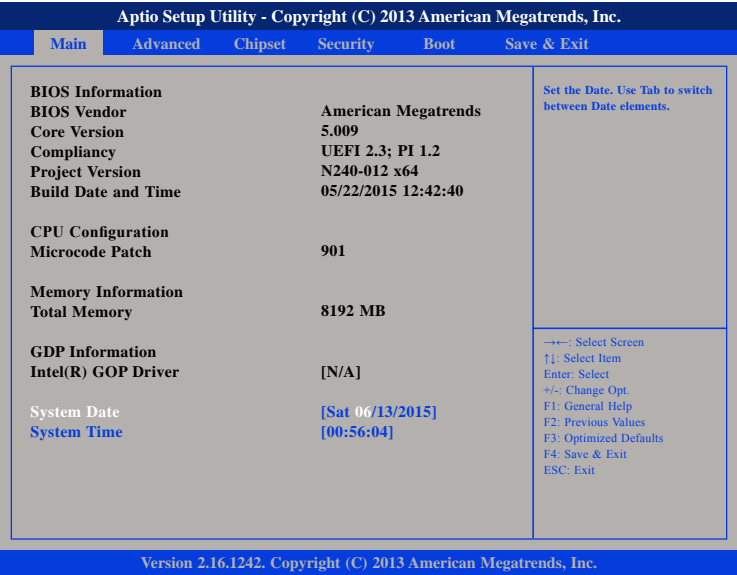 Aptio Setup Utility - Copyright (C) 2013 American Megatrends, Inc.
Main Advanced Chipset Security Boot Save & Exit
BIOS Information
BIOS Vendor American Megatrends
Core Version 5.009
Compliancy UEFI 2.3; PI 1.2
Project Version N240-012 x64
Build Date and Time 05/22/2015 12:42:40
CPU Configuration
Microcode Patch 901
Memory Information
Total Memory 8192 MB
GDP Information
Intel(R) GOP Driver [N/A]
System Date [Sat 06/13/2015]
System Time [00:56:04]
Set the Date. Use Tab to switch
between Date elements.
→←: Select Screen
↑↓: Select Item
Enter: Select
+/-: Change Opt.
F1: General Help
F2: Previous Values
F3: Optimized Defaults
F4: Save & Exit
ESC: Exit
Version 2.16.1242. Copyright (C) 2013 American Megatrends, Inc.